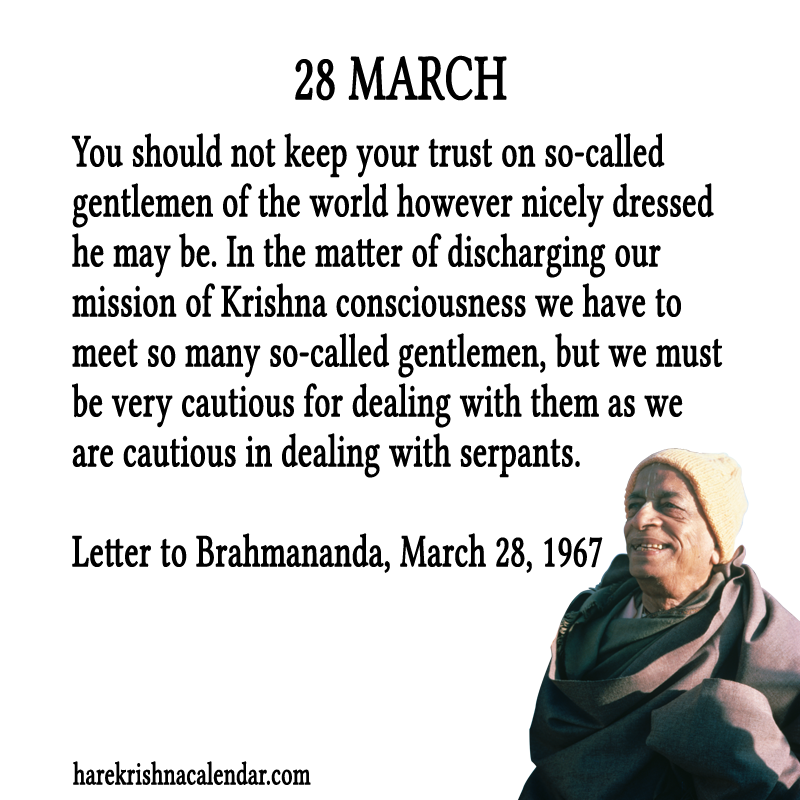 28 MARCH
You should not keep your trust on so-called
gentlemen of the world however nicely dressed
he may be. In the matter of discharging our
mission of Krishna consciousness we have to
meet so many so-called gentlemen, but we must
be very cautious for dealing with them as we
are cautious in dealing with serpants.
Letter to Brahmananda, March 28, 1967
harekrishnacalendar.com